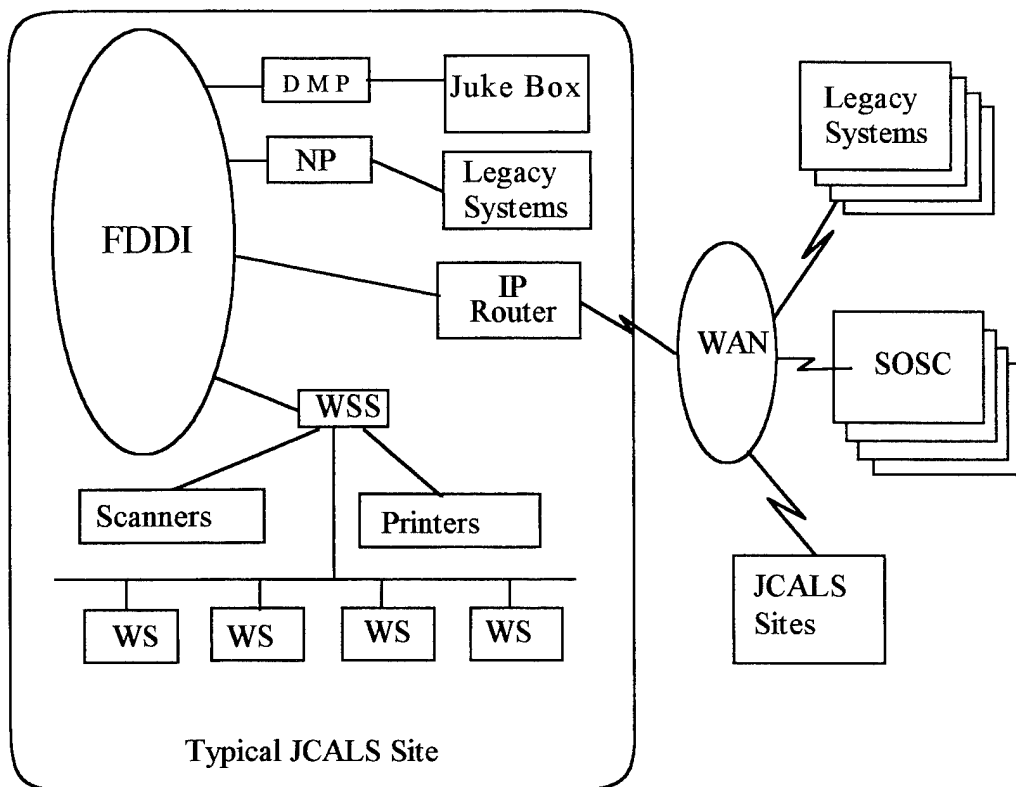 DMP
Juke Box
NP
Legacy
Systems
FDDI
IP
Router
WSS
Scanners
Printers
WS
WS
WS
WS
Typical JCALS Site
WAN
Legacy
Systems
SOSC
JCALS
Sites